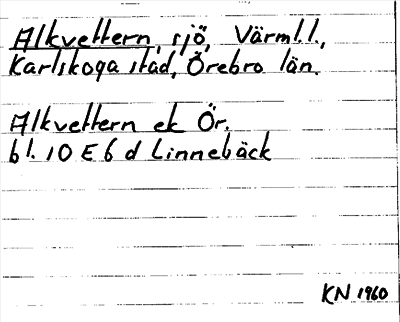 Alkvettern, sjö, Värml.l.,
Karlskoga stad, Örebro län.
Alkvettern ek Ör.
bl. 10 E 6 d Linnebäck
KN 1960